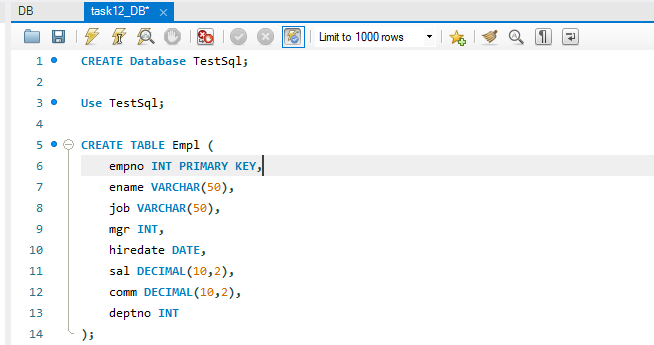 DB
task12_DB*
Limit to 1000 rows
1 CREATE Database TestSql;
2
3 Use TestSql;
4
5 CREATE TABLE Empl (
6 empno INT PRIMARY KEY,
7 ename VARCHAR(50),
8 job VARCHAR(50),
9 mgr INT,
10 hiredate DATE,
11 sal DECIMAL(10,2),
12 comm DECIMAL(10,2),
13 deptno INT
14 );